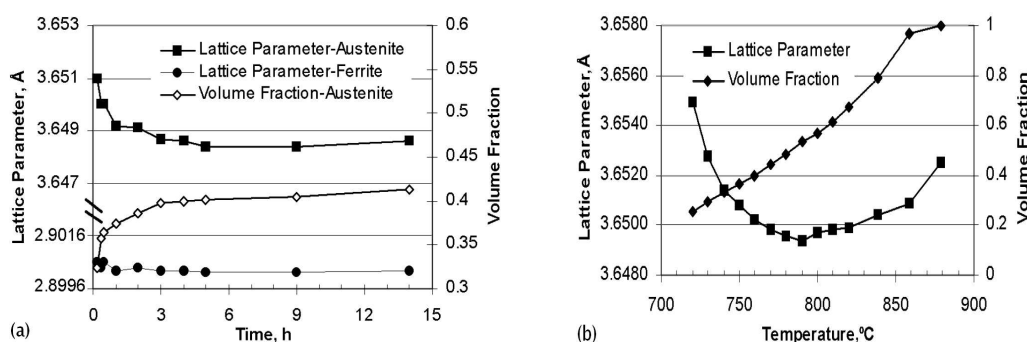 3.653
3.651
3.649
3.647
2.9016
2.8996
Lattice Parameter, Å
0.6
0.55
0.5
0.45
0.4
0.35
0.3
Volume Fraction
Lattice Parameter-Austenite
Lattice Parameter-Ferrite
Volume Fraction-Austenite
0 3 6 9 12 15
Time, h
(a)
3.6580
3.6560
3.6540
3.6520
3.6500
3.6480
Lattice Parameter, Å
1
0.8
0.6
0.4
0.2
0
Volume Fraction
Lattice Parameter
Volume Fraction
700 750 800 850 900
Temperature,ºC
(b)